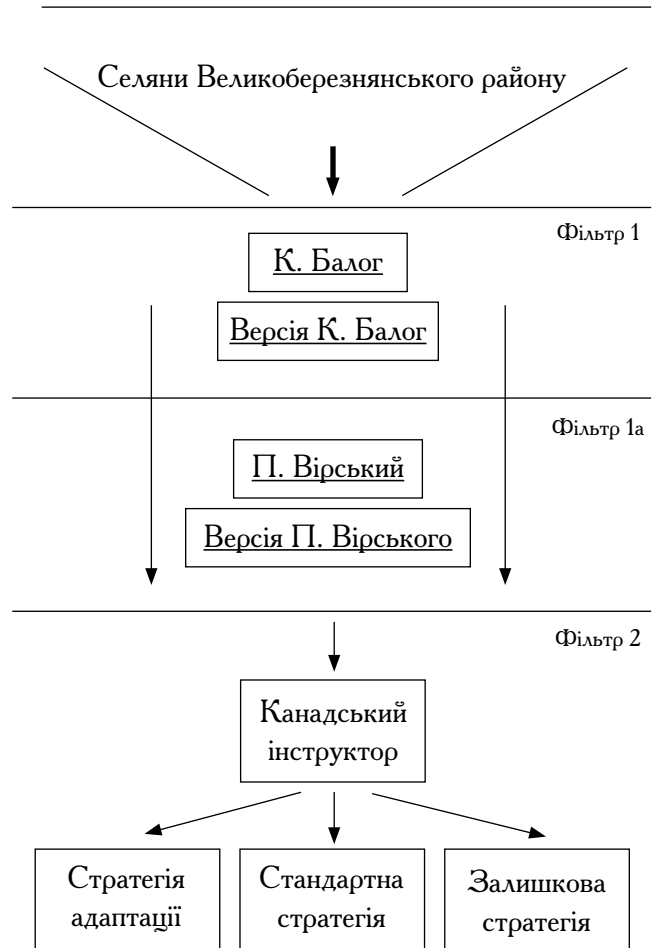 Селяни Великоберезнянського району
Фільтр 1
К. Балог
Версія К. Балог
Фільтр 1а
П. Вірський
Версія П. Вірського
Фільтр 2
Канадський
інструктор
Стратегія
адаптації
Стандартна
стратегія
Залишкова
стратегія